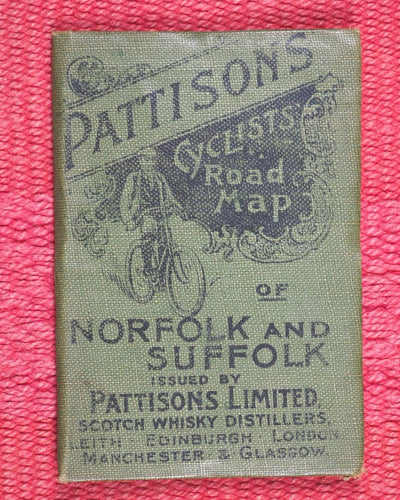 PATTISONS
CYCLISTS'
ROAD
MAP
OF
NORFOLK AND
SUFFOLK
ISSUED BY
PATTISONS LIMITED,
SCOTCH WHISKY DISTILLERS,
LEITH · EDINBURGH · LONDON
MANCHESTER & GLASGOW.